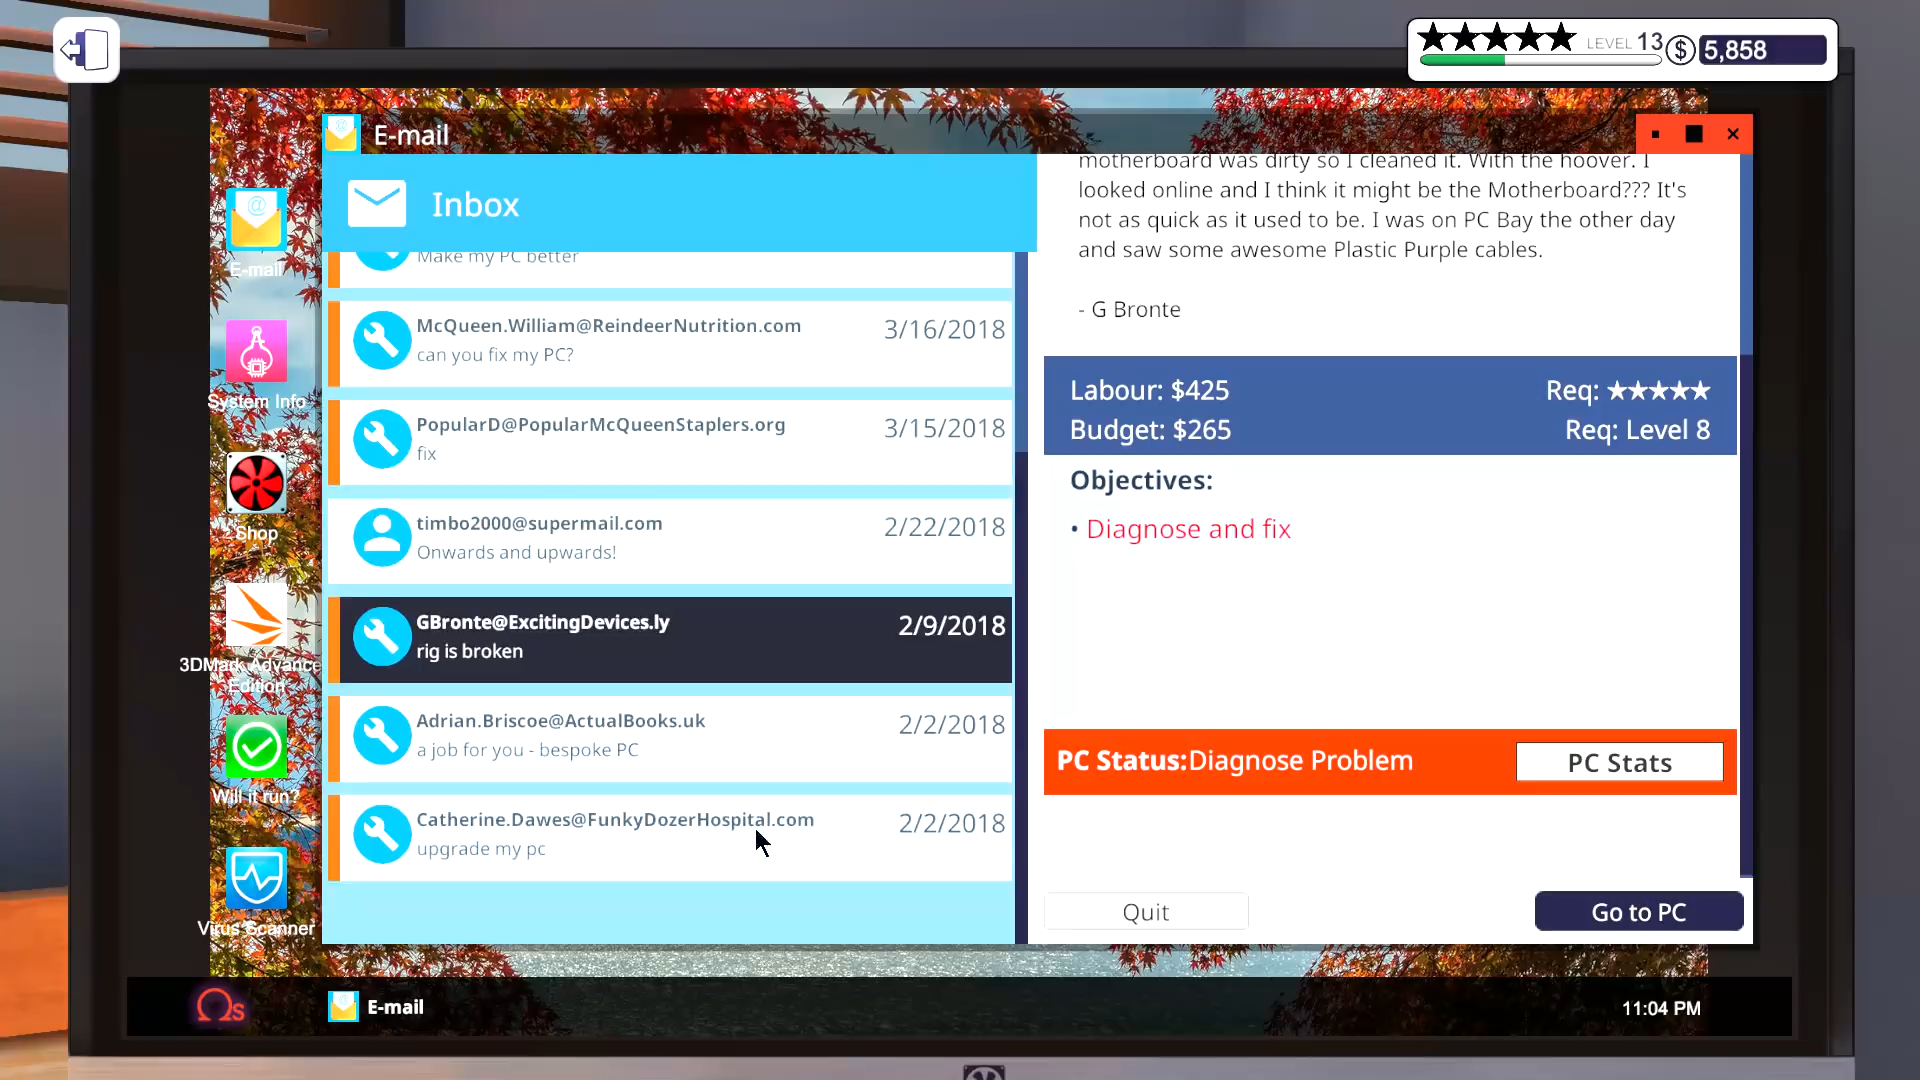 LEVEL 13
5,858
E-mail
Inbox
E-mail
System Info
Shop
3DMark Advance
Edition
Will it run?
Virus Scanner
Make my PC better
McQueen.William@ReindeerNutrition.com
3/16/2018
can you fix my PC?
PopularD@PopularMcQueenStaplers.org
3/15/2018
fix
timbo2000@supermail.com
2/22/2018
Onwards and upwards!
GBronte@ExcitingDevices.ly
2/9/2018
rig is broken
Adrian.Briscoe@ActualBooks.uk
2/2/2018
a job for you - bespoke PC
Catherine.Dawes@FunkyDozerHospital.com
2/2/2018
upgrade my pc
motherboard was dirty so I cleaned it. With the hoover. I
looked online and I think it might be the Motherboard??? It's
not as quick as it used to be. I was on PC Bay the other day
and saw some awesome Plastic Purple cables.
- G Bronte
Labour: $425
Req: ★★★★★
Budget: $265
Req: Level 8
Objectives:
• Diagnose and fix
PC Status:Diagnose Problem
PC Stats
Quit
Go to PC
Ωs
E-mail
11:04 PM